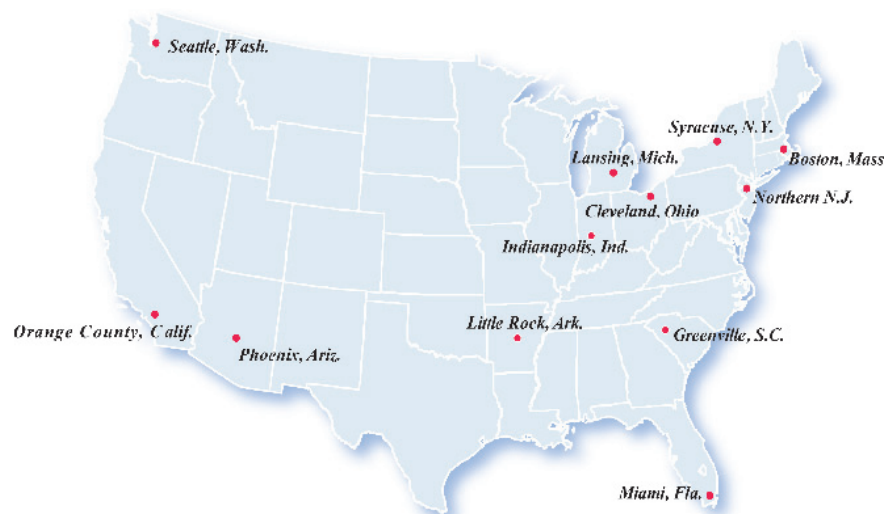 Seattle, Wash.
Syracuse, N.Y.
Lansing, Mich.
Boston, Mass
Northern N.J.
Cleveland, Ohio
Indianapolis, Ind.
Orange County, Calif.
Little Rock, Ark.
Greenville, S.C.
Phoenix, Ariz.
Miami, Fla.